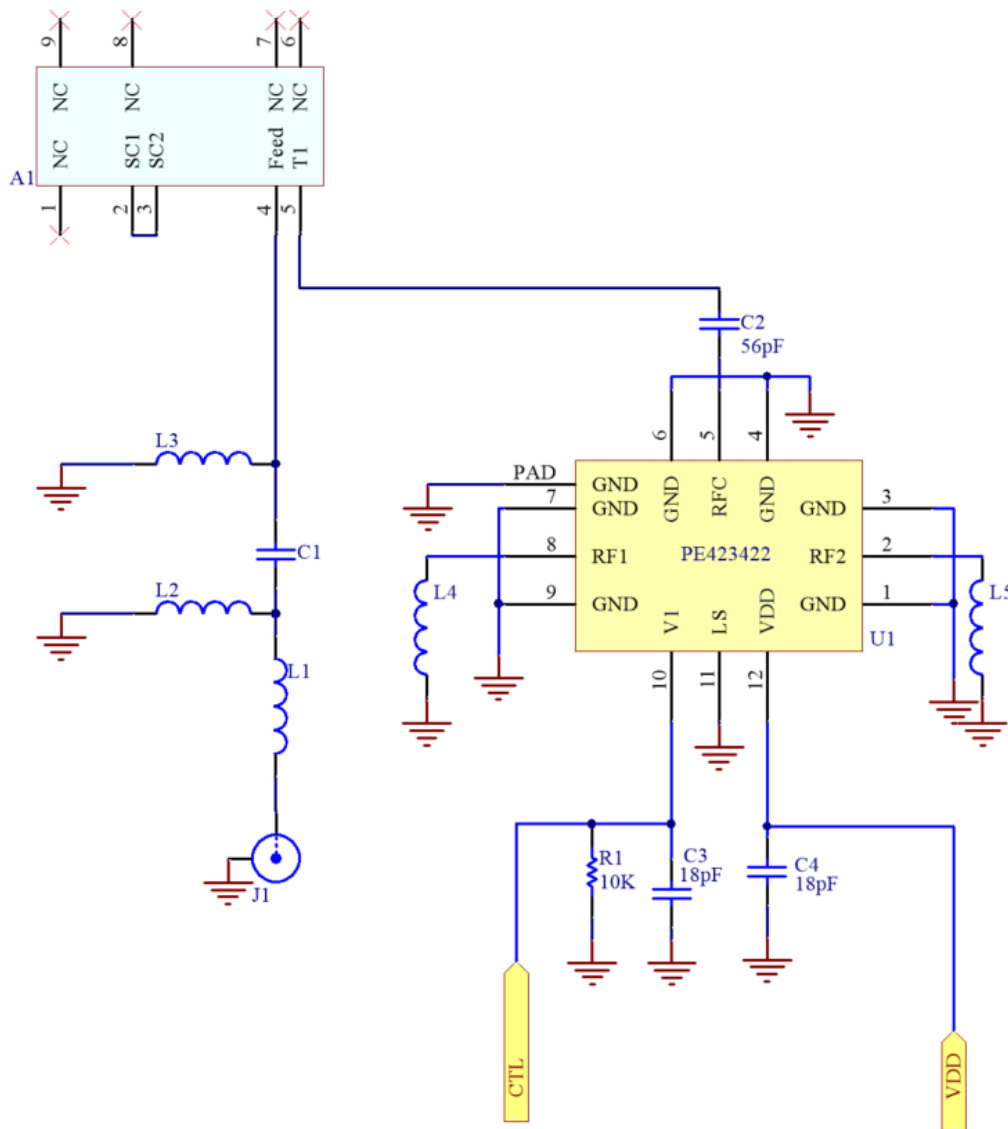 9
8
7
6
NC
NC
NC
NC
NC
SC1
SC2
Feed
T1
A1
1
2
3
4
5
C2
56pF
6
5
4
L3
PAD
7
8
9
GND
GND
RF1
GND
GND
RFC
GND
PE423422
GND
RF2
GND
3
2
1
C1
L2
L4
L5
V1
LS
VDD
U1
L1
10
11
12
R1
10K
C3
18pF
C4
18pF
J1
CTL
VDD